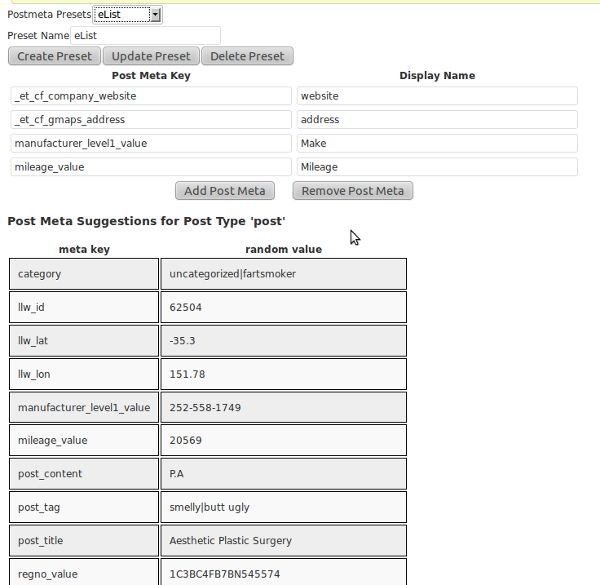 Postmeta Presets eList
Preset Name eList
Create Preset Update Preset Delete Preset
Post Meta Key Display Name
_et_cf_company_website website
_et_cf_gmaps_address address
manufacturer_level1_value Make
mileage_value Mileage
Add Post Meta Remove Post Meta
Post Meta Suggestions for Post Type 'post'
meta key random value
category uncategorized|fartsmoker
llw_id 62504
llw_lat -35.3
llw_lon 151.78
manufacturer_level1_value 252-558-1749
mileage_value 20569
post_content P.A
post_tag smelly|butt ugly
post_title Aesthetic Plastic Surgery
regno_value 1C3BC4FB7BN545574